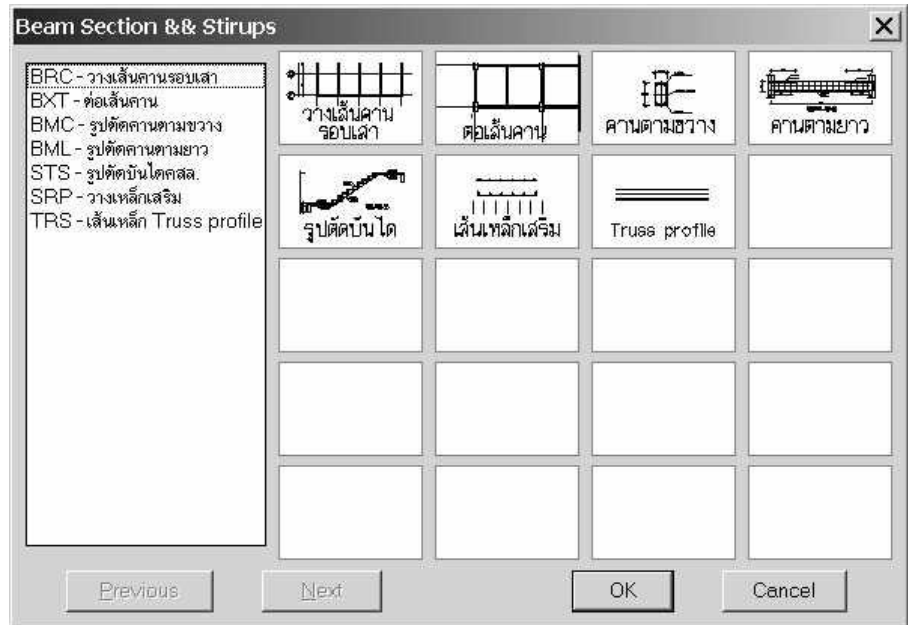 Beam Section && Stirups
BRC - วางเส้นคานรอบเสา
BXT - ต่อเส้นคาน
BMC - รูปตัดคานตามขวาง
BML - รูปตัดคานตามยาว
STS - รูปตัดบันไดคสล.
SRP - วางเหล็กเสริม
TRS - เส้นเหล็ก Truss profile
วางเส้นคาน
รอบเสา
ต่อเส้นคาน
คานตามขวาง
คานตามยาว
รูปตัดบันได
เส้นเหล็กเสริม
Truss profile
Previous
Next
OK
Cancel